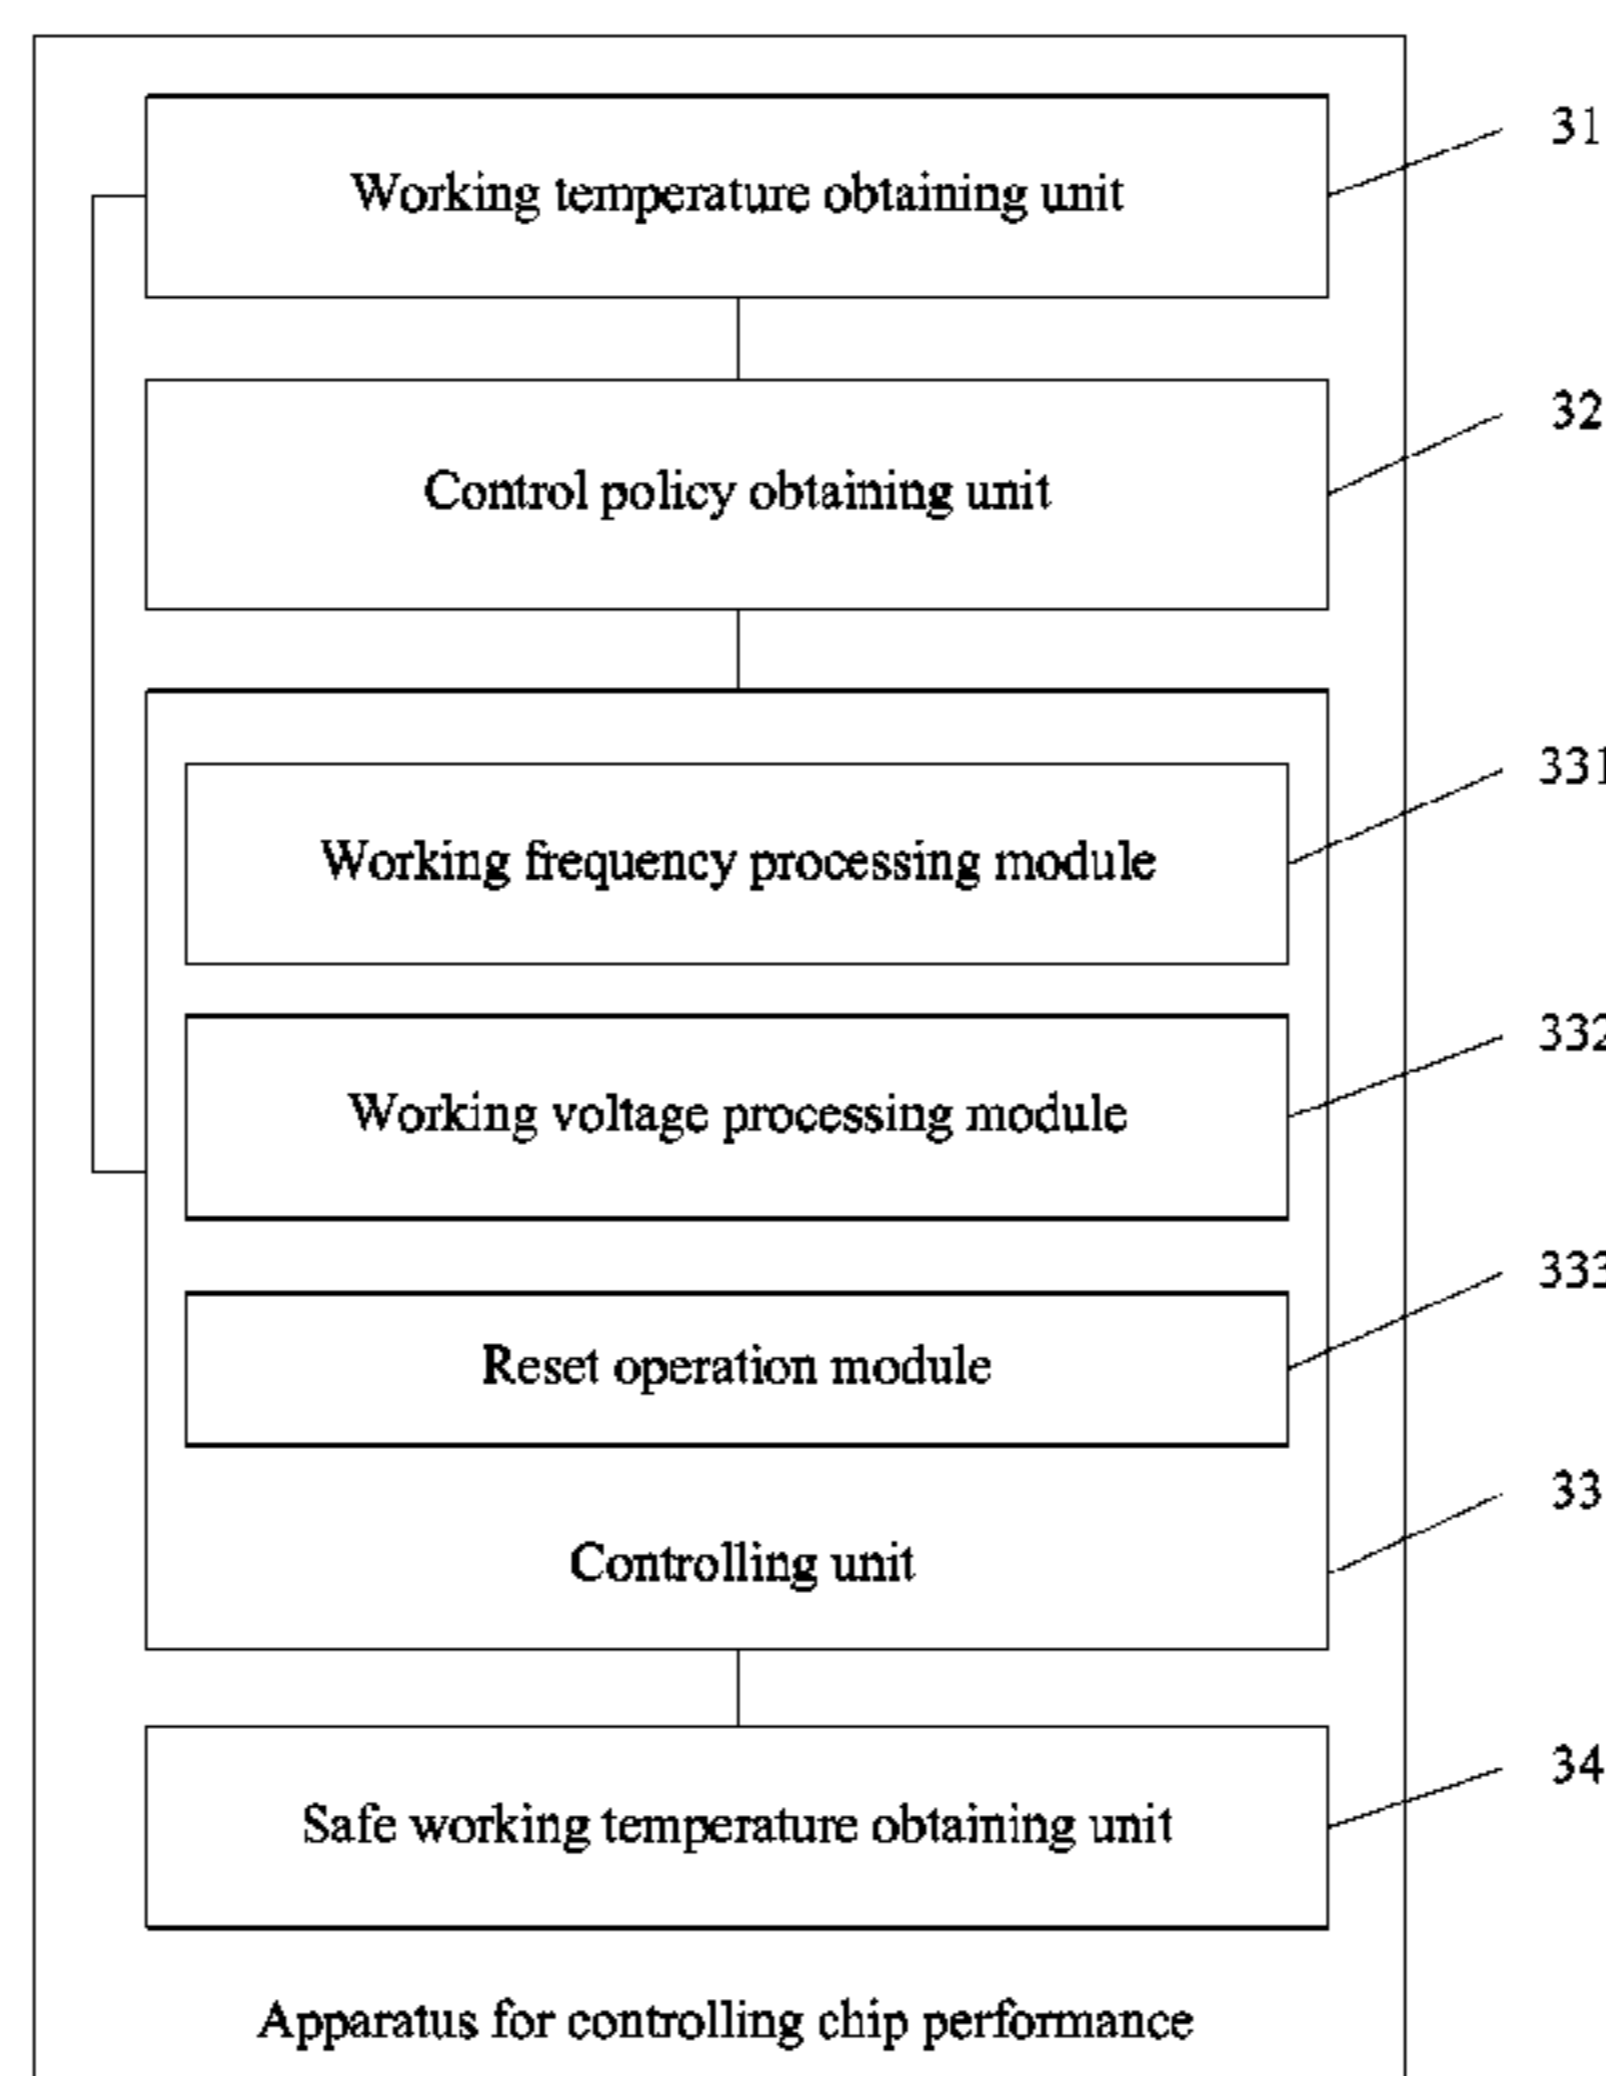 31
Working temperature obtaining unit
32
Control policy obtaining unit
331
Working frequency processing module
332
Working voltage processing module
333
Reset operation module
33
Controlling unit
34
Safe working temperature obtaining unit
Apparatus for controlling chip performance